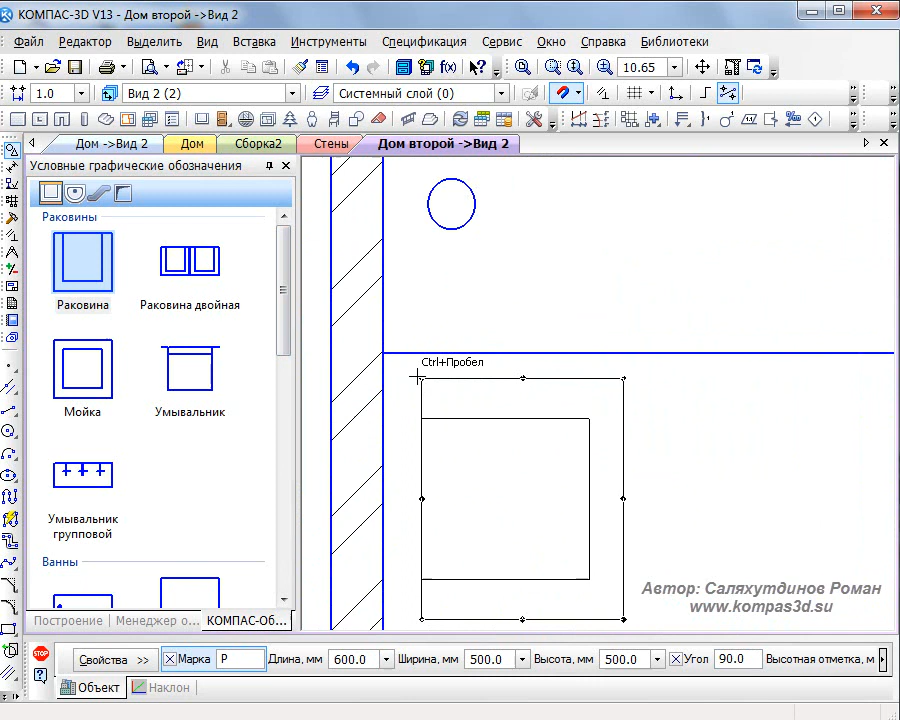 КОМПАС-3D V13 - Дом второй ->Вид 2
Файл Редактор Выделить Вид Вставка Инструменты Спецификация Сервис Окно Справка Библиотеки
f(x) 10.65
1.0 Вид 2 (2) Системный слой (0)
Дом ->Вид 2 Дом Сборка2 Стены Дом второй ->Вид 2
Условные графические обозначения
Раковины
Раковина Раковина двойная
Ctrl+Пробел
Мойка Умывальник
Умывальник
групповой
Ванны
Автор: Саляхутдинов Роман
www.kompas3d.su
Построение Менеджер о... КОМПАС-Об...
STOP Свойства >> Марка Р Длина, мм 600.0 Ширина, мм 500.0 Высота, мм 500.0 Угол 90.0 Высотная отметка, м
Объект Наклон